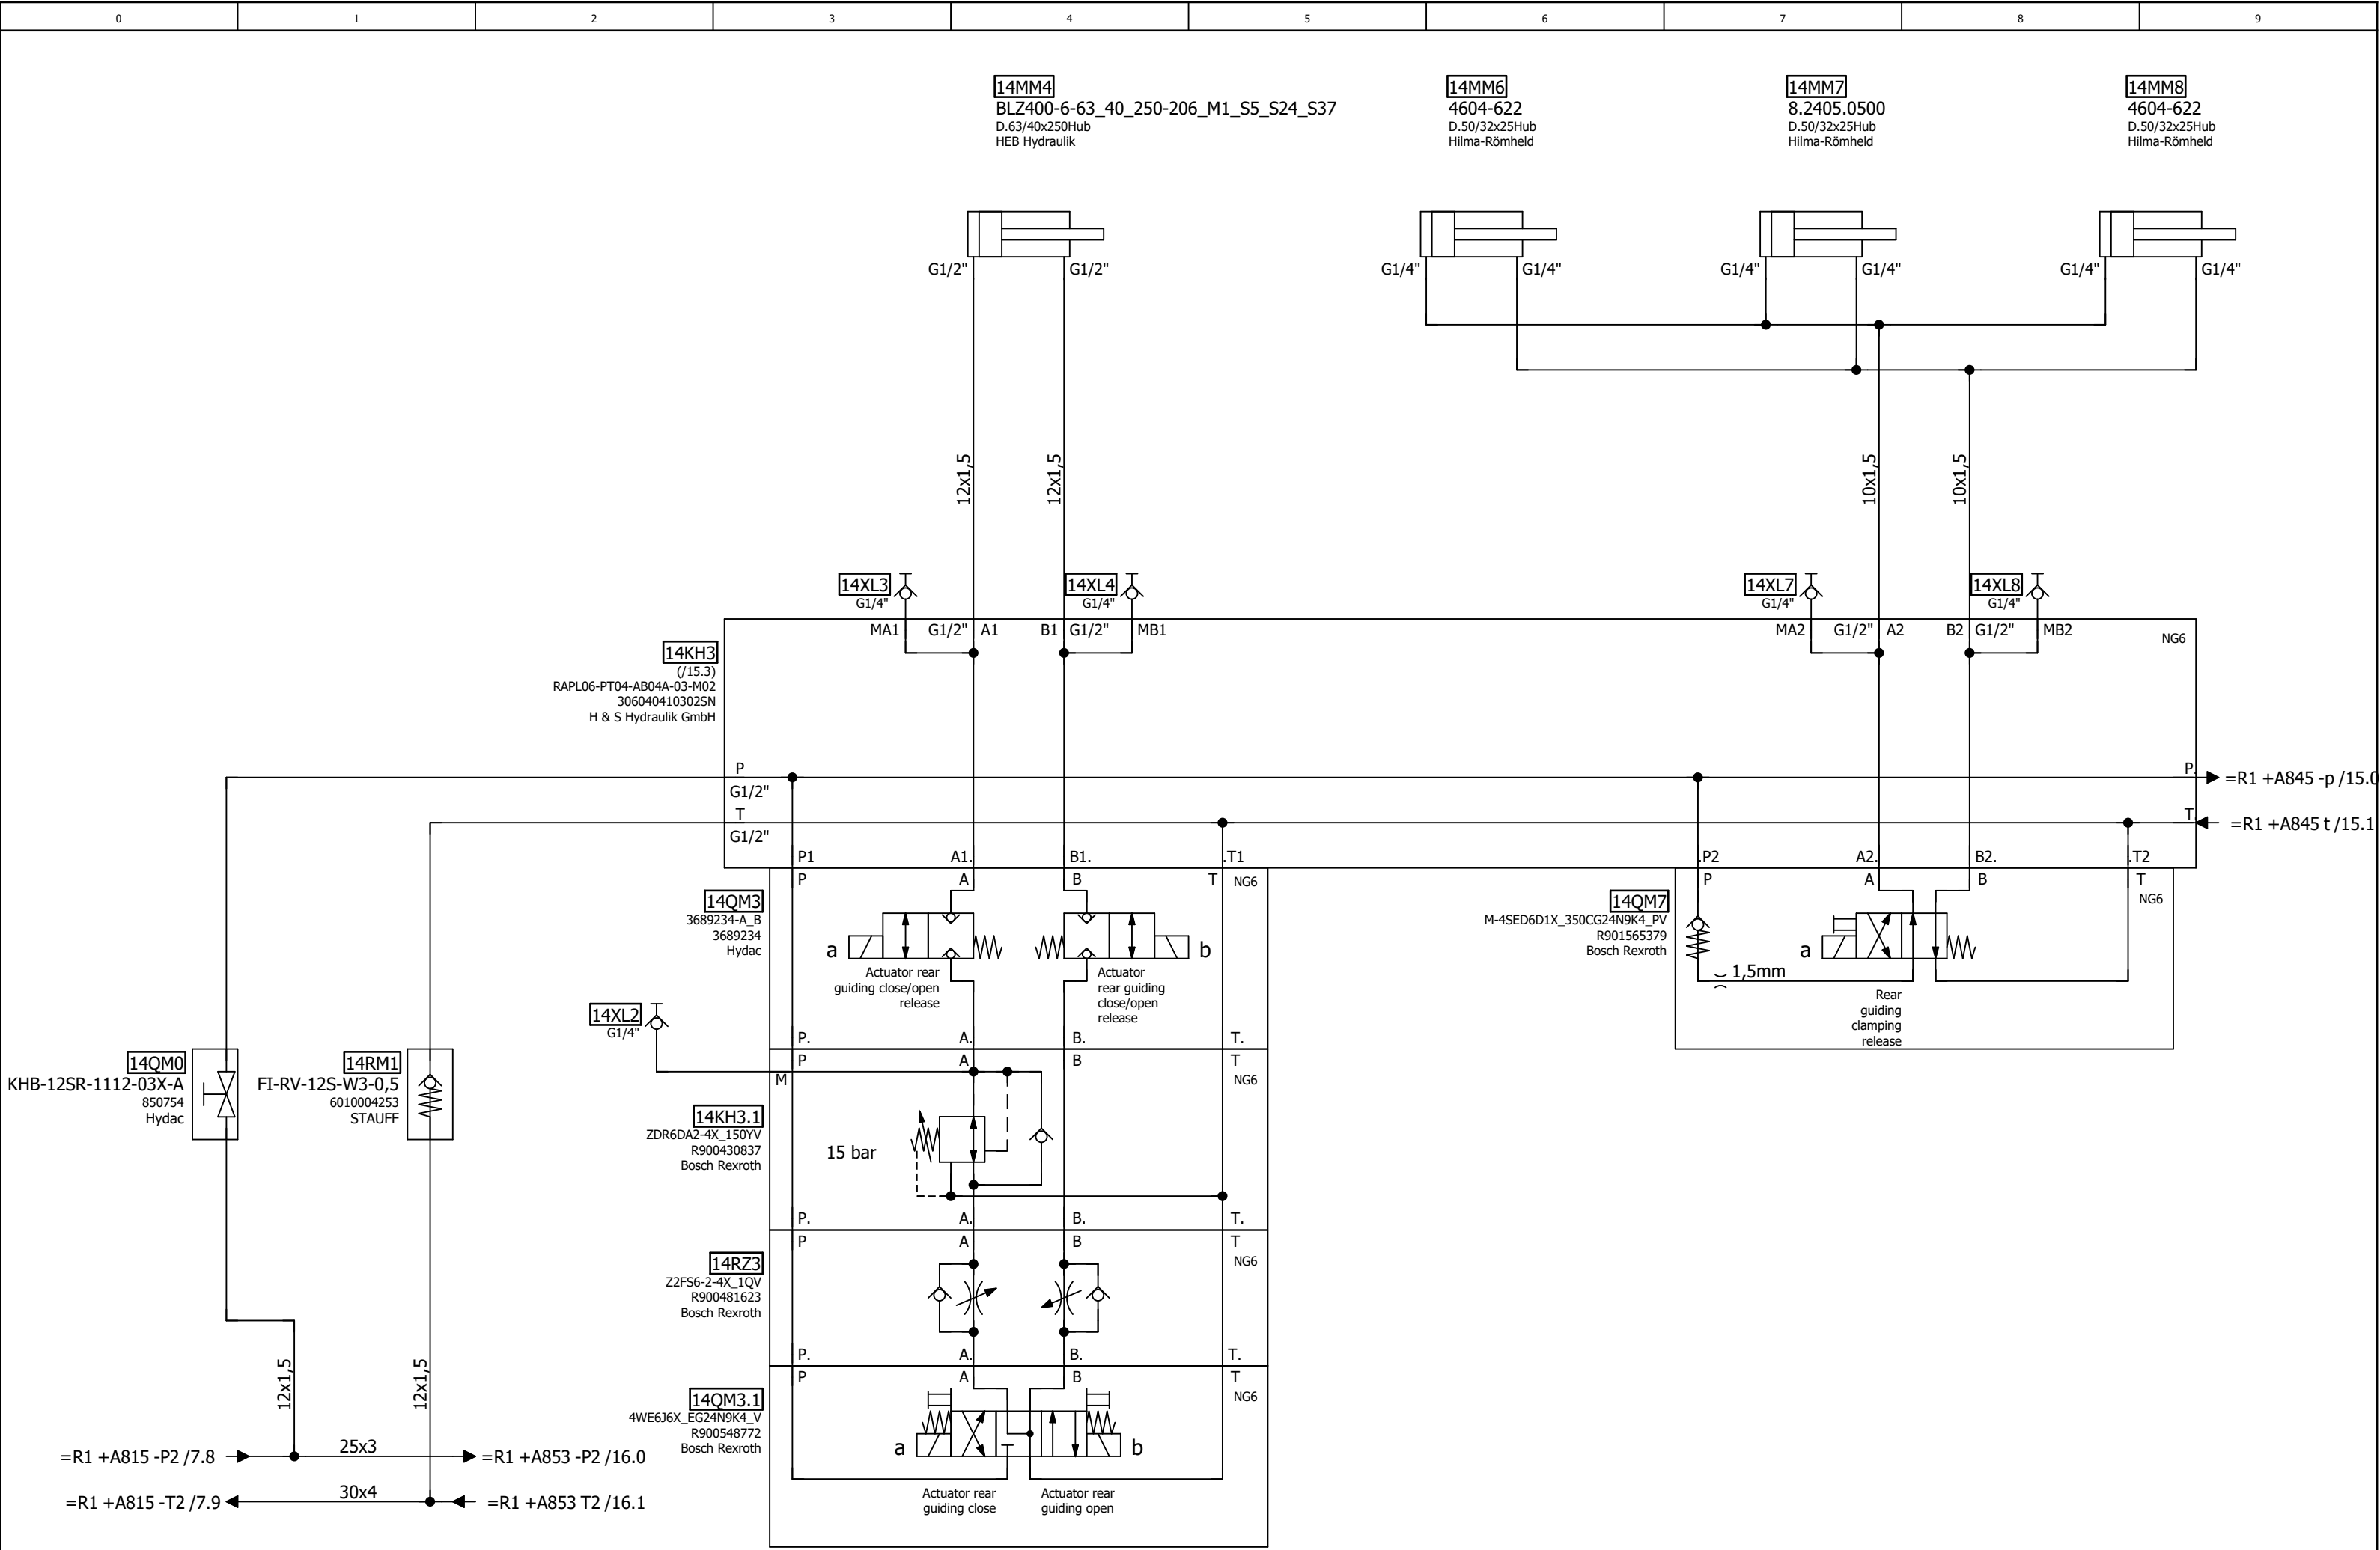 0 1 2 3 4 5 6 7 8 9
14MM4
BLZ400-6-63_40_250-206_M1_S5_S24_S37
D.63/40x250Hub
HEB Hydraulik
14MM6
4604-622
D.50/32x25Hub
Hilma-Römheld
14MM7
8.2405.0500
D.50/32x25Hub
Hilma-Römheld
14MM8
4604-622
D.50/32x25Hub
Hilma-Römheld
G1/2" G1/2" G1/4" G1/4" G1/4" G1/4" G1/4" G1/4"
12x1,5 12x1,5 10x1,5 10x1,5
14XL3
G1/4"
14XL4
G1/4"
14XL7
G1/4"
14XL8
G1/4"
MA1 G1/2" A1 B1 G1/2" MB1 MA2 G1/2" A2 B2 G1/2" MB2
NG6
14KH3
(/15.3)
RAPL06-PT04-AB04A-03-M02
306040410302SN
H & S Hydraulik GmbH
P
G1/2"
T
G1/2"
P.
=R1 +A845 -p /15.0
T.
=R1 +A845 t /15.1
P1 A1. B1. .T1 .P2 A2. B2. .T2
P A B T NG6
P A B T
NG6
14QM3
3689234-A_B
3689234
Hydac
a
b
Actuator rear
guiding close/open
release
Actuator
rear guiding
close/open
release
14QM7
M-4SED6D1X_350CG24N9K4_PV
R901565379
Bosch Rexroth
a
1,5mm
Rear
guiding
clamping
release
14XL2
G1/4"
P. A. B. T.
P A B T
M
NG6
14QM0
KHB-12SR-1112-03X-A
850754
Hydac
14RM1
FI-RV-12S-W3-0,5
6010004253
STAUFF
14KH3.1
ZDR6DA2-4X_150YV
R900430837
Bosch Rexroth
15 bar
P. A. B. T.
P A B T
NG6
14RZ3
Z2FS6-2-4X_1QV
R900481623
Bosch Rexroth
P. A. B. T.
P A B T
NG6
12x1,5 12x1,5
14QM3.1
4WE6J6X_EG24N9K4_V
R900548772
Bosch Rexroth
a
b
=R1 +A815 -P2 /7.8
25x3
=R1 +A853 -P2 /16.0
=R1 +A815 -T2 /7.9
30x4
=R1 +A853 T2 /16.1
Actuator rear
guiding close
Actuator rear
guiding open